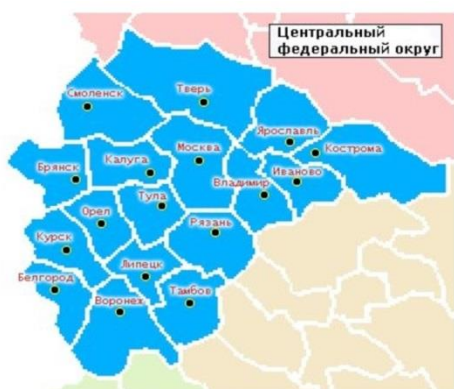 Центральный
федеральный округ
Смоленск
Тверь
Ярославль
Кострома
Москва
Калуга
Брянск
Иваново
Владимир
Тула
Орел
Рязань
Курск
Липецк
Белгород
Тамбов
Воронеж